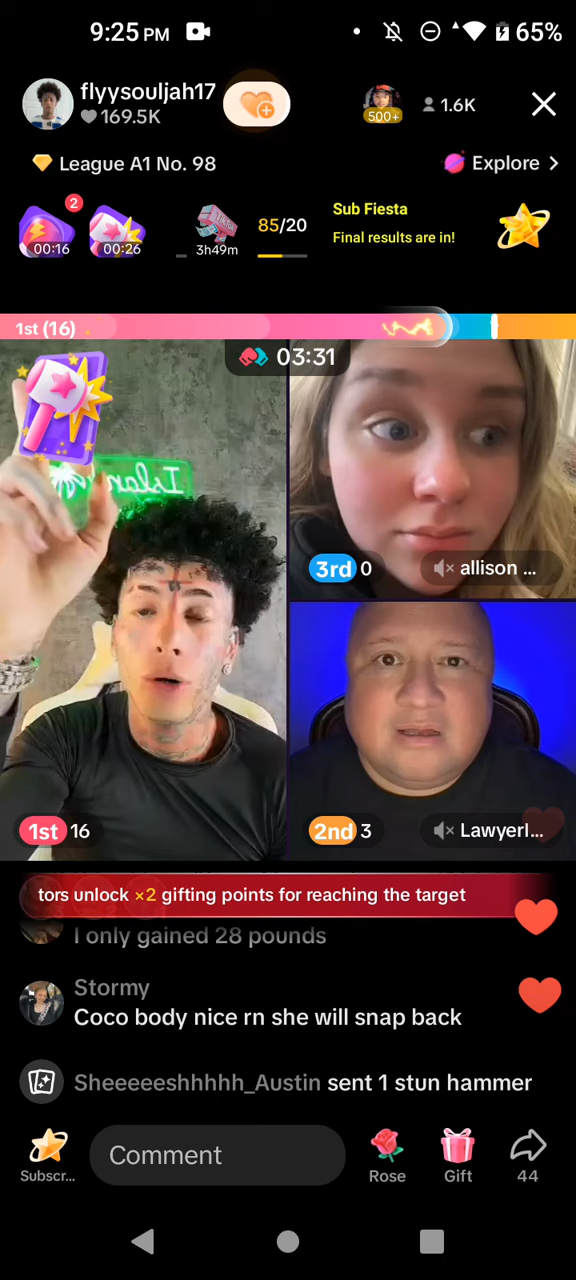 9:25 PM
65%
flyysouljah17
169.5K
500+
1.6K
League A1 No. 98
Explore >
2
00:16
00:26
3h49m
85/20
Sub Fiesta
Final results are in!
1st (16)
03:31
3rd 0
allison ...
1st 16
2nd 3
Lawyerl...
tors unlock ×2 gifting points for reaching the target
I only gained 28 pounds
Stormy
Coco body nice rn she will snap back
Sheeeeeshhhhh_Austin sent 1 stun hammer
Subscr...
Comment
Rose
Gift
44